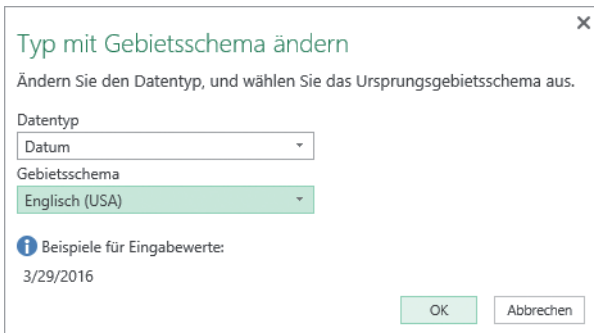 Typ mit Gebietsschema ändern
Ändern Sie den Datentyp, und wählen Sie das Ursprungsgebietsschema aus.
Datentyp
Datum
Gebietsschema
Englisch (USA)
Beispiele für Eingabewerte:
3/29/2016
OK Abbrechen